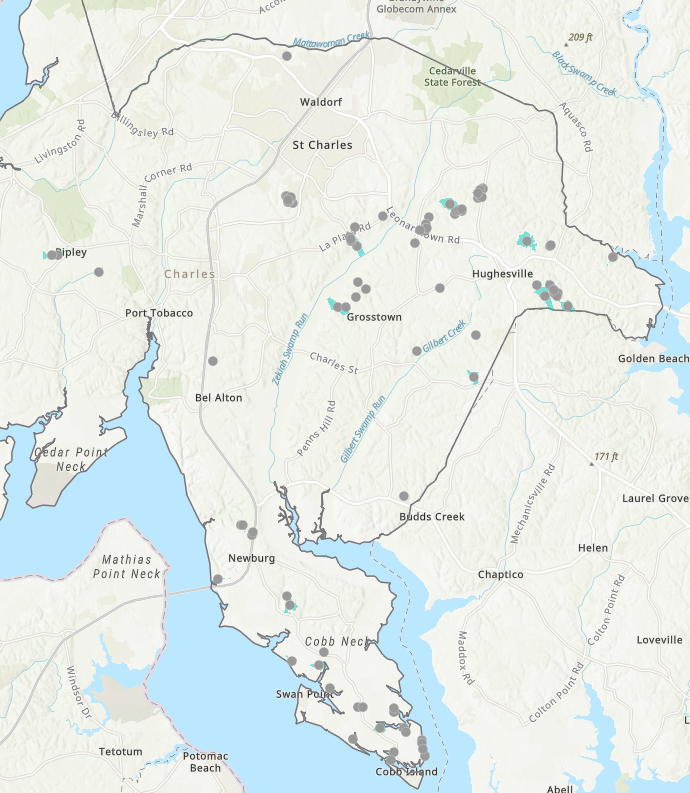 Globecom Annex
Mattawoman Creek
209 ft
Black Swamp Creek
Cedarville
State Forest
Waldorf
Aquasco Rd
Billingsley Rd
Livingston Rd
St Charles
Marshall Corner Rd
La Plata Rd
Leonardtown Rd
Ripley
Charles
Hughesville
Port Tobacco
Grosstown
Zekiah Swamp Run
Gilbert Creek
Golden Beach
Charles St
Bel Alton
Penns Hill Rd
Gilbert Swamp Run
Cedar Point
Neck
171 ft
Mechanicsville Rd
Laurel Grove
Budds Creek
Mathias
Point Neck
Newburg
Helen
Chaptico
Colton Point Rd
Cobb Neck
Loveville
Maddox Rd
Windsor Dr
Swan Point
Colton Point Rd
Tetotum
Potomac
Beach
Cobb Island
Abell